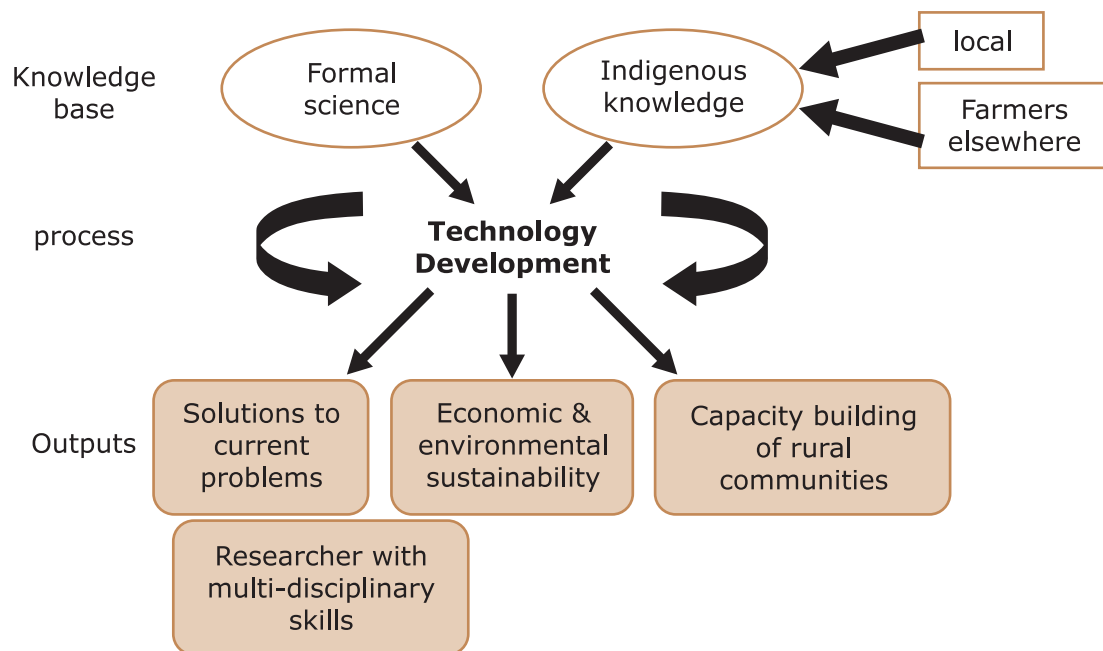 Knowledge
base
Formal
science
Indigenous
knowledge
local
Farmers
elsewhere
process
Technology
Development
Outputs
Solutions to
current
problems
Economic &
environmental
sustainability
Capacity building
of rural
communities
Researcher with
multi-disciplinary
skills